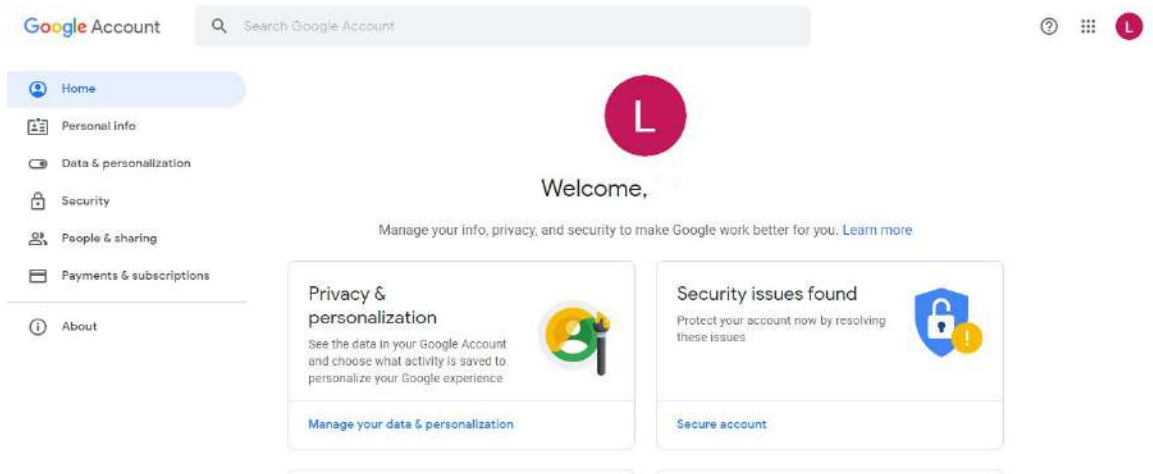 Google Account
Search Google Account
L
Home
Personal info
Data & personalization
Security
People & sharing
Payments & subscriptions
About
L
Welcome,
Manage your info, privacy, and security to make Google work better for you. Learn more
Privacy &
personalization
See the data in your Google Account
and choose what activity is saved to
personalize your Google experience
Manage your data & personalization
Security issues found
Protect your account now by resolving
these issues
Secure account